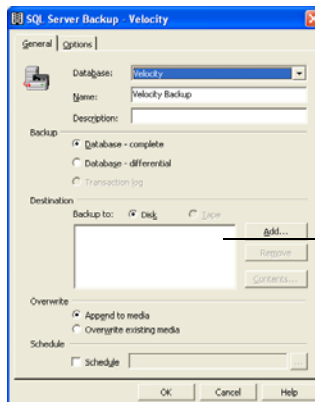 SQL Server Backup - Velocity
General Options
Database: Velocity
Name: Velocity Backup
Description:
Backup
Database - complete
Database - differential
Transaction log
Destination
Backup to: Disk Tape
Add...
Remove
Contents...
Overwrite
Append to media
Overwrite existing media
Schedule
Schedule ...
OK Cancel Help